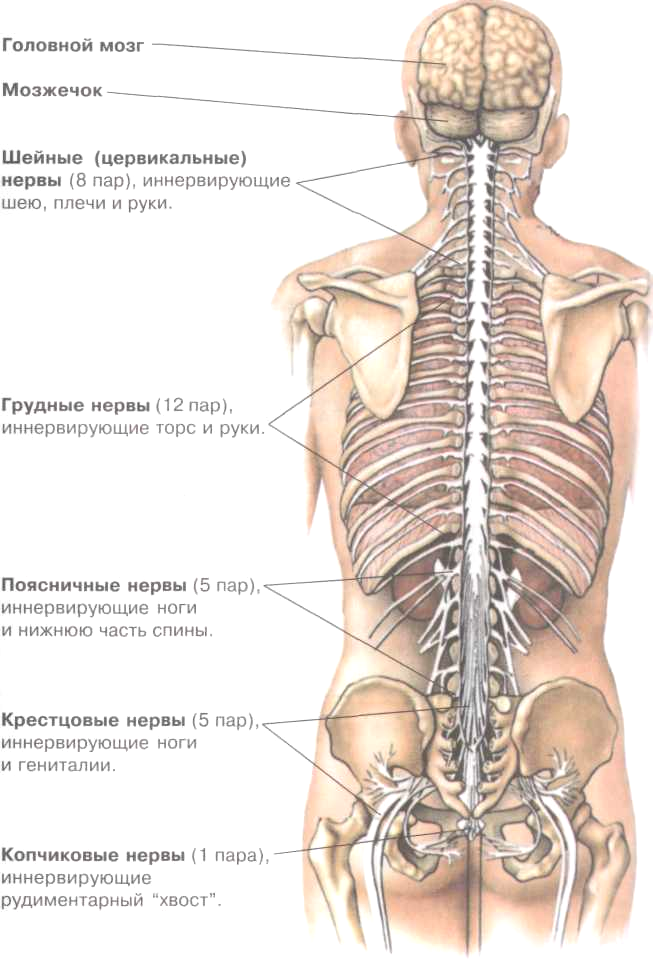 Головной мозг
Мозжечок
Шейные (цервикальные)
нервы (8 пар), иннервирующие
шею, плечи и руки.
Грудные нервы (12 пар),
иннервирующие торс и руки.
Поясничные нервы (5 пар),
иннервирующие ноги
и нижнюю часть спины.
Крестцовые нервы (5 пар),
иннервирующие ноги
и гениталии.
Копчиковые нервы (1 пара),
иннервирующие
рудиментарный “хвост”.